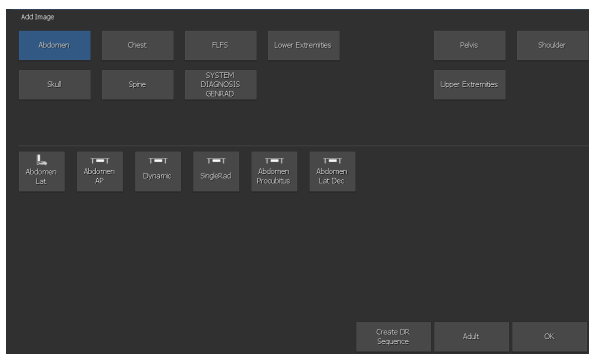 Add Image
Abdomen
Chest
FLFS
Lower Extremities
Pelvis
Shoulder
Skull
Spine
SYSTEM
DIAGNOSIS
GENRAD
Upper Extremities
Abdomen
Lat
Abdomen
AP
Dynamic
SingleRad
Abdomen
Procubitus
Abdomen
Lat Dec
Create DR
Sequence
Adult
OK